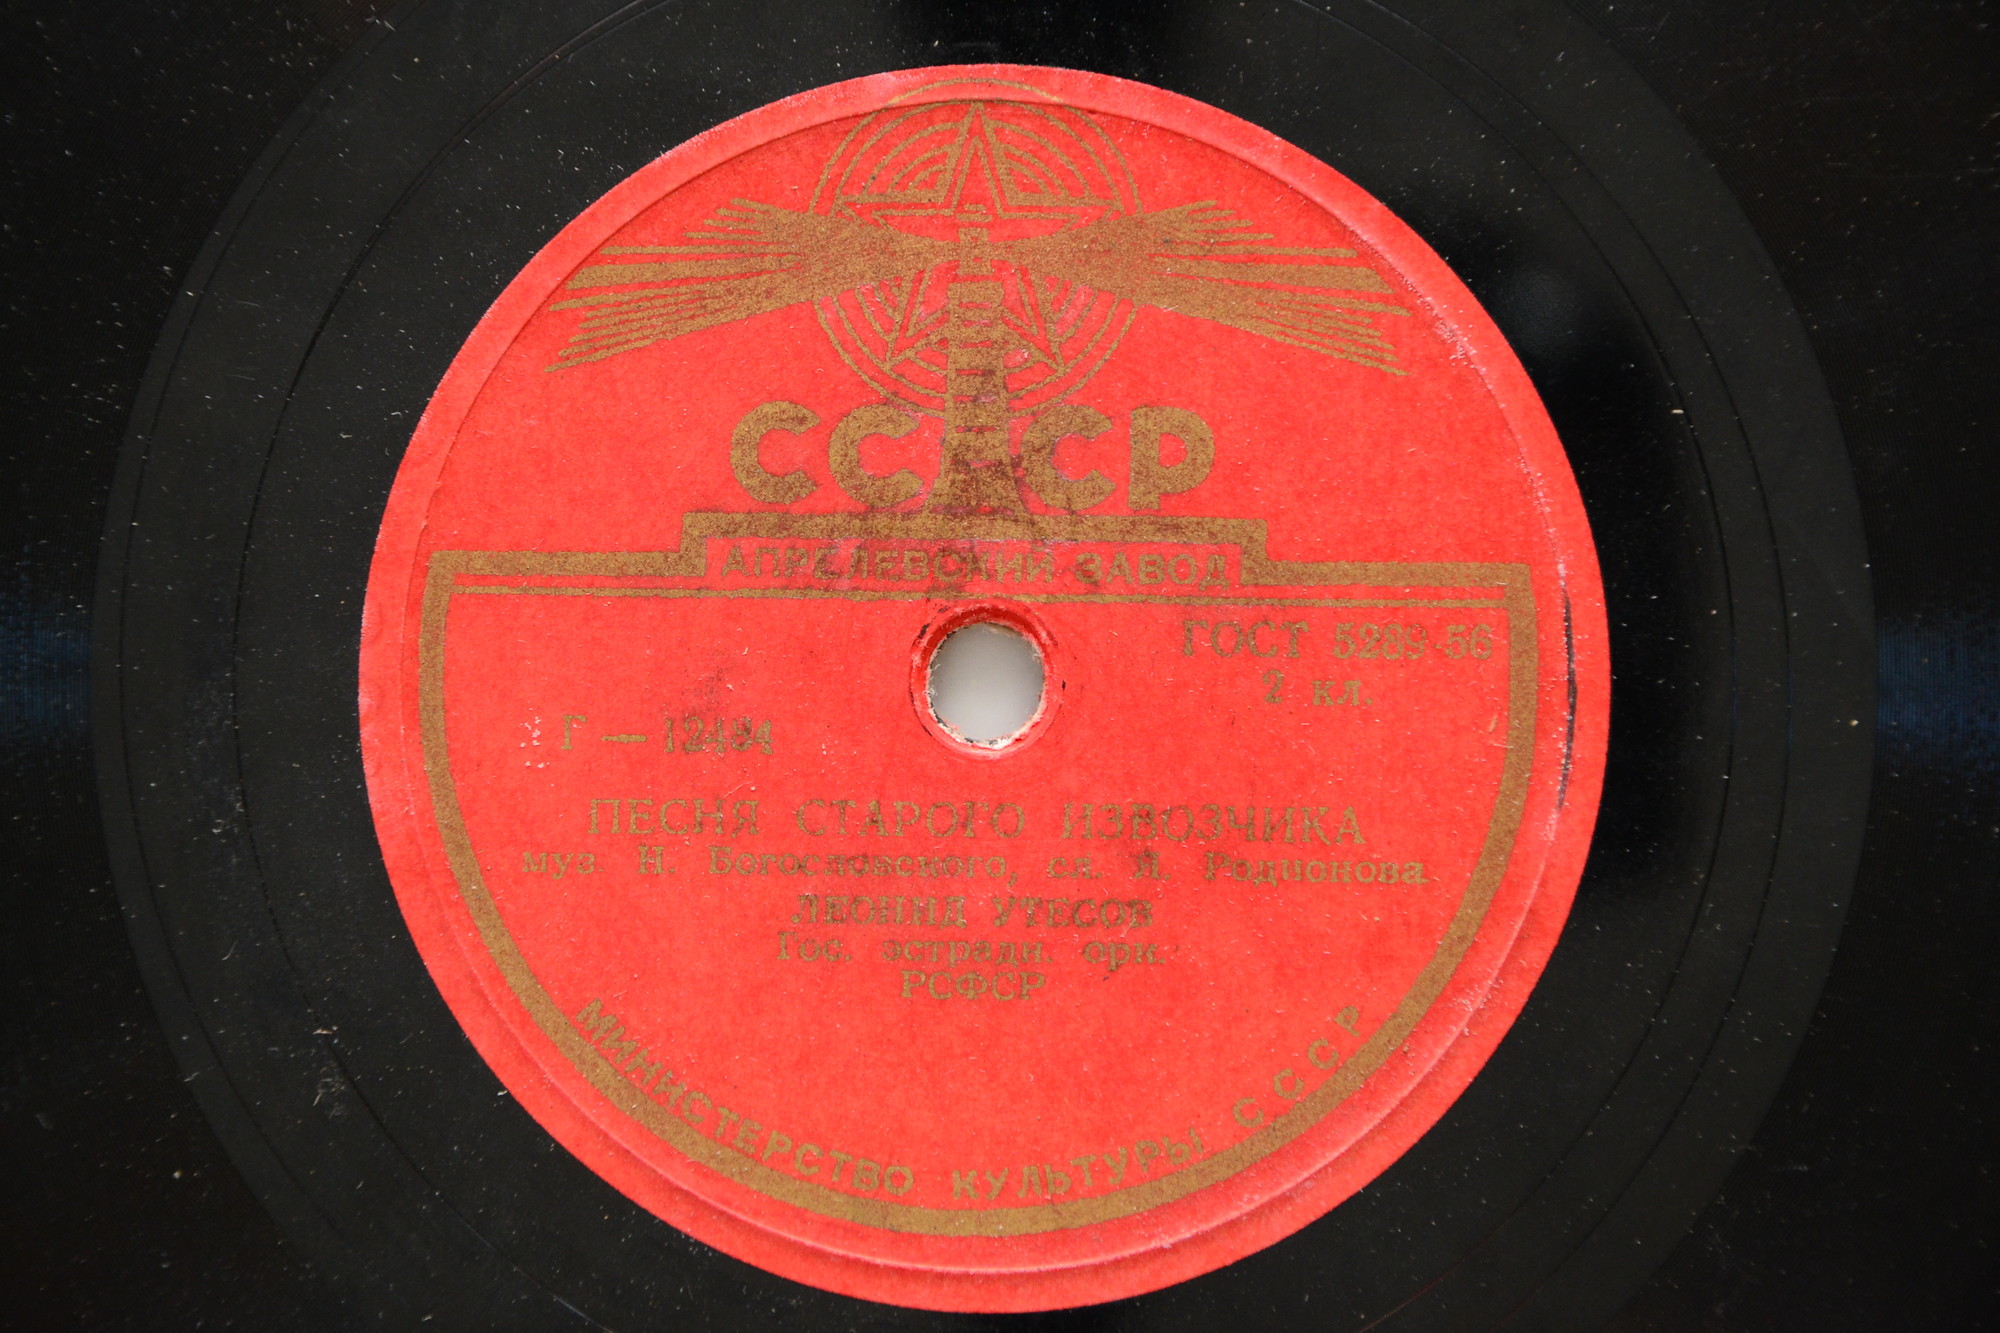 СССР
АПРЕЛЕВСКИЙ ЗАВОД
ГОСТ 5289-56
2 кл.
Г — 12484
ПЕСНЯ СТАРОГО ИЗВОЗЧИКА
муз. Н. Богословского, сл. Я. Родионова
ЛЕОНИД УТЕСОВ
Гос. эстрадн. орк.
РСФСР
МИНИСТЕРСТВО КУЛЬТУРЫ СССР